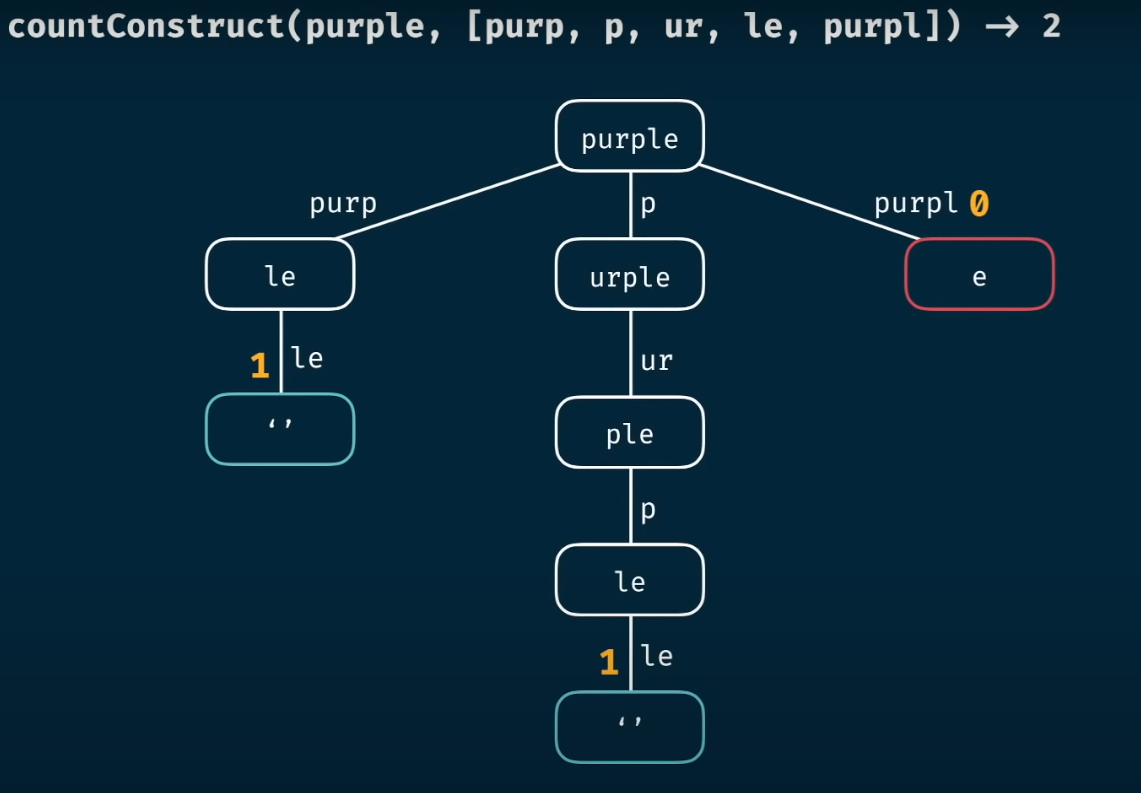 countConstruct(purple, [purp, p, ur, le, purpl]) → 2
purple
purp p purpl 0
le urple e
1 le ur
‘’ ple
p
le
1 le
‘’